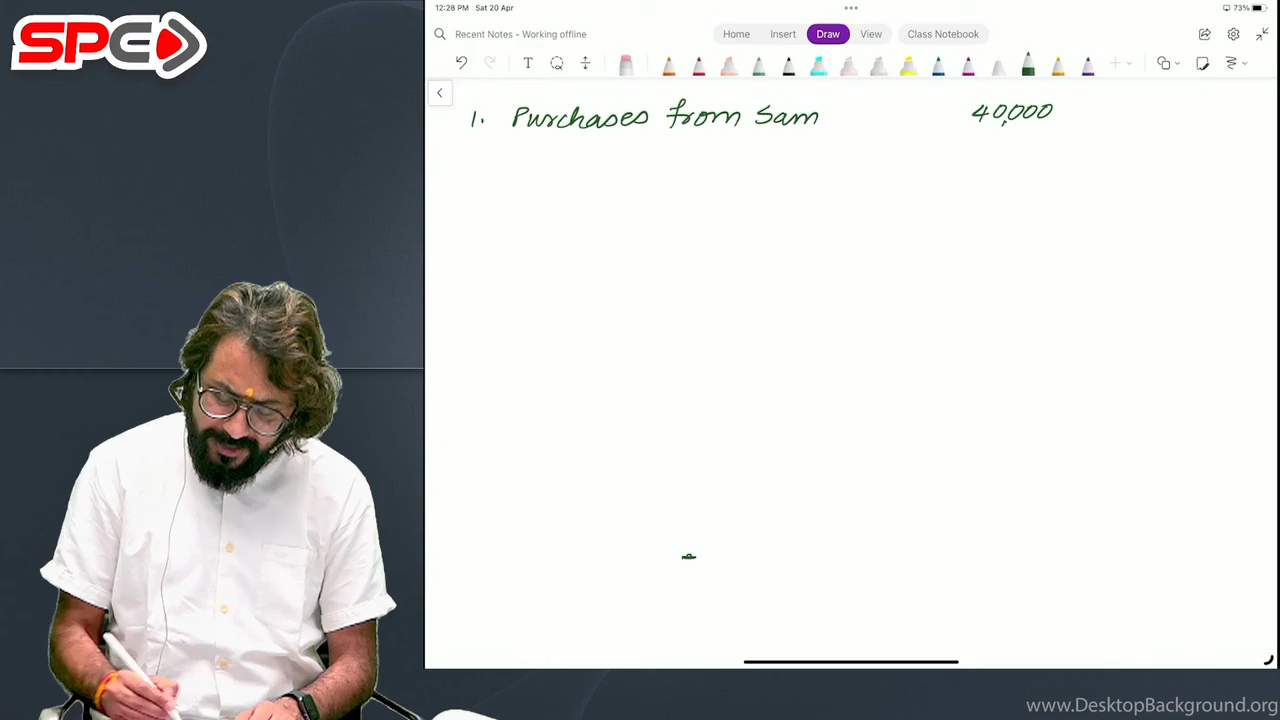 SPE
12:28 PM Sat 20 Apr
73%
Recent Notes - Working offline
Home Insert Draw View Class Notebook
T
1. Purchases from Sam 40,000
www.DesktopBackground.org